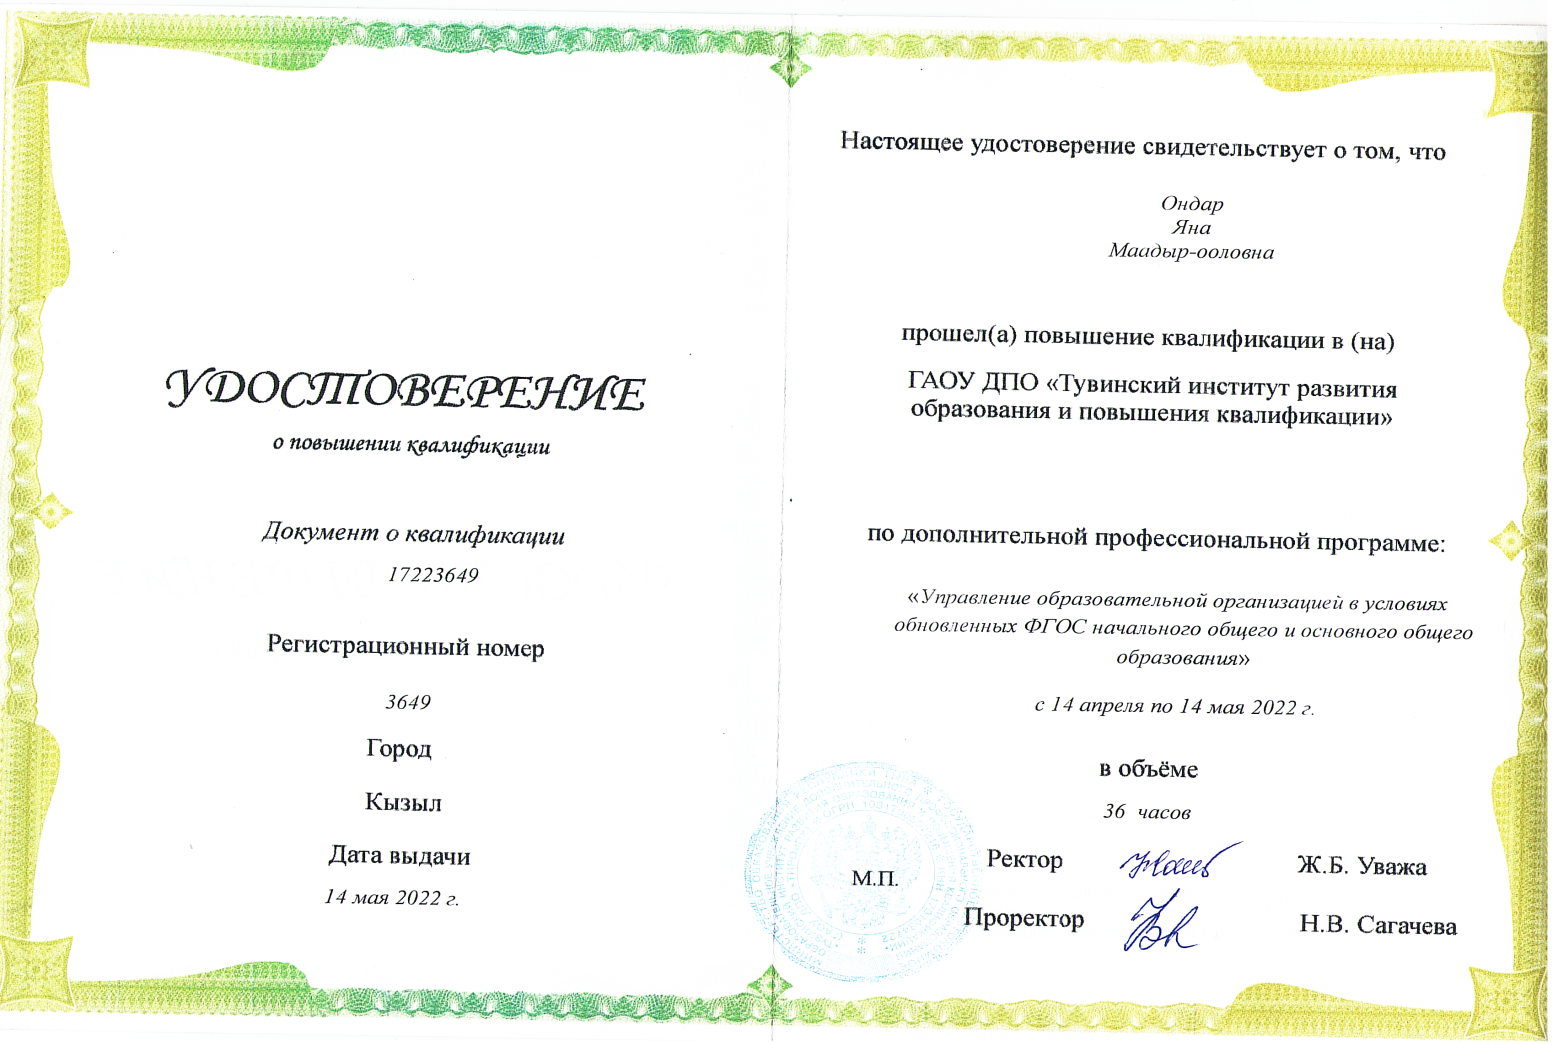 УДОСТОВЕРЕНИЕ
о повышении квалификации
Документ о квалификации
17223649
Регистрационный номер
3649
Город
Кызыл
Дата выдачи
14 мая 2022 г.
Настоящее удостоверение свидетельствует о том, что
Ондар
Яна
Маадыр-ооловна
прошел(а) повышение квалификации в (на)
ГАОУ ДПО «Тувинский институт развития
образования и повышения квалификации»
по дополнительной профессиональной программе:
«Управление образовательной организацией в условиях
обновленных ФГОС начального общего и основного общего
образования»
с 14 апреля по 14 мая 2022 г.
в объёме
36 часов
Ректор Ж.Б. Уважа
М.П.
Проректор Н.В. Сагачева